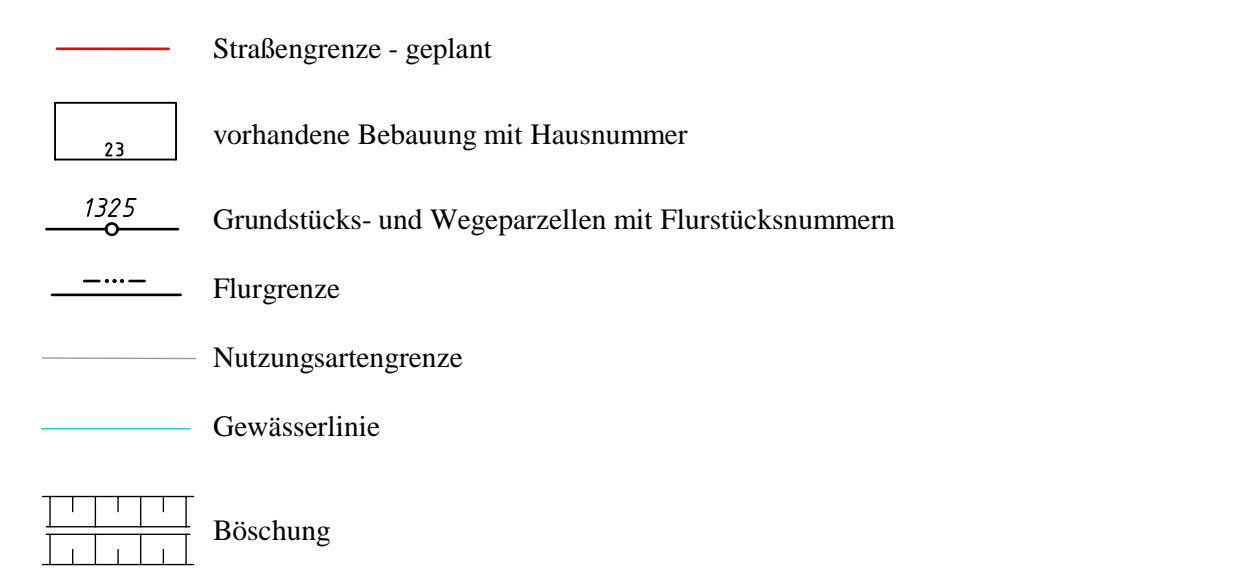 Straßengrenze - geplant
23
vorhandene Bebauung mit Hausnummer
1325
Grundstücks- und Wegeparzellen mit Flurstücksnummern
Flurgrenze
Nutzungsartengrenze
Gewässerlinie
Böschung